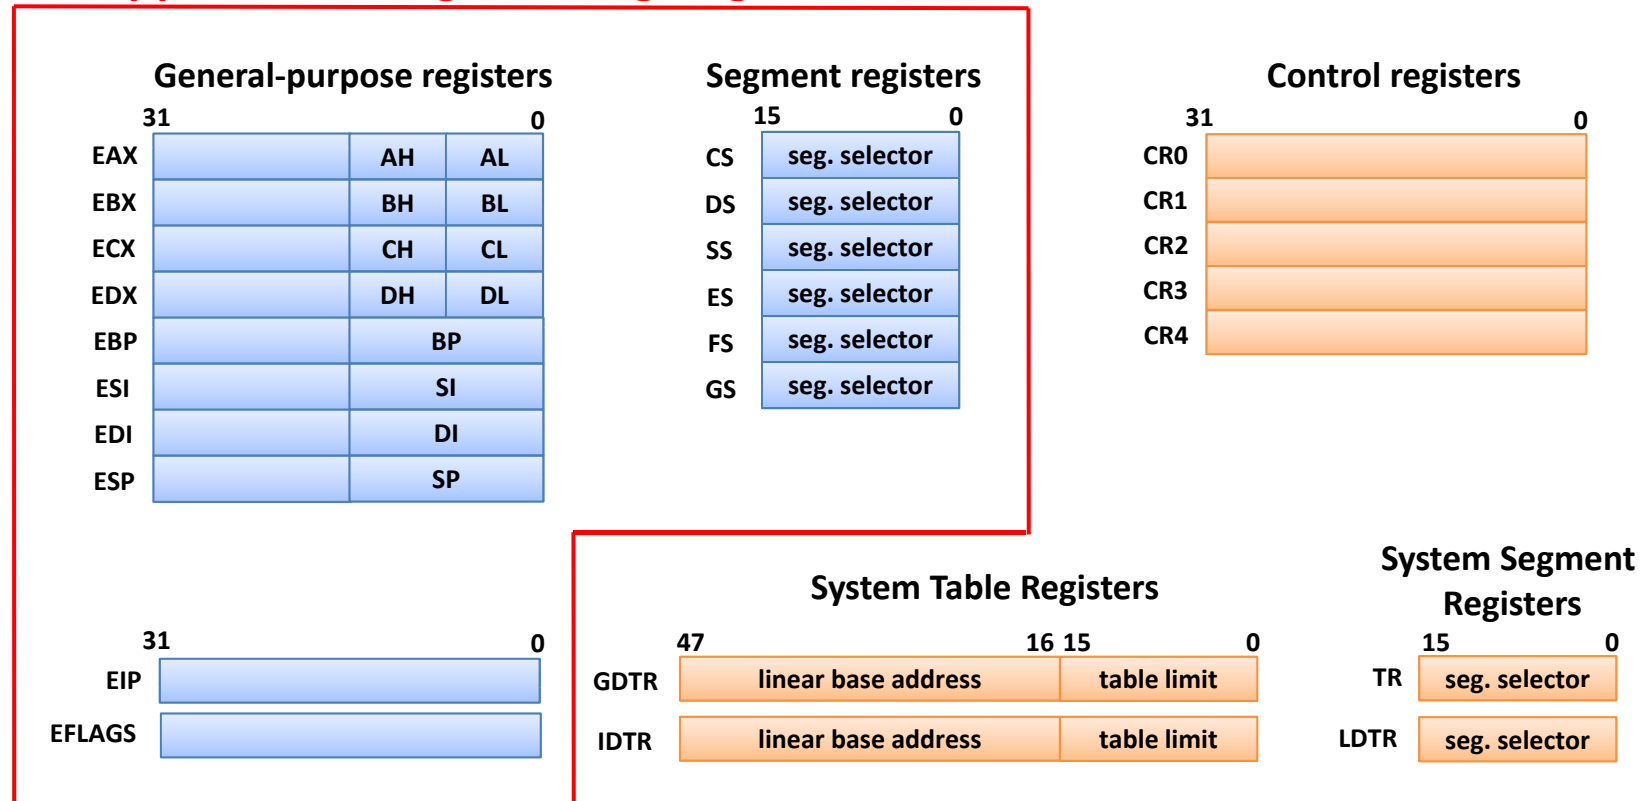 General-purpose registers
31 0
EAX AH AL
EBX BH BL
ECX CH CL
EDX DH DL
EBP BP
ESI SI
EDI DI
ESP SP
Segment registers
15 0
CS seg. selector
DS seg. selector
SS seg. selector
ES seg. selector
FS seg. selector
GS seg. selector
Control registers
31 0
CR0
CR1
CR2
CR3
CR4
31 0
EIP
EFLAGS
System Table Registers
47 16 15 0
GDTR linear base address table limit
IDTR linear base address table limit
System Segment
Registers
15 0
TR seg. selector
LDTR seg. selector